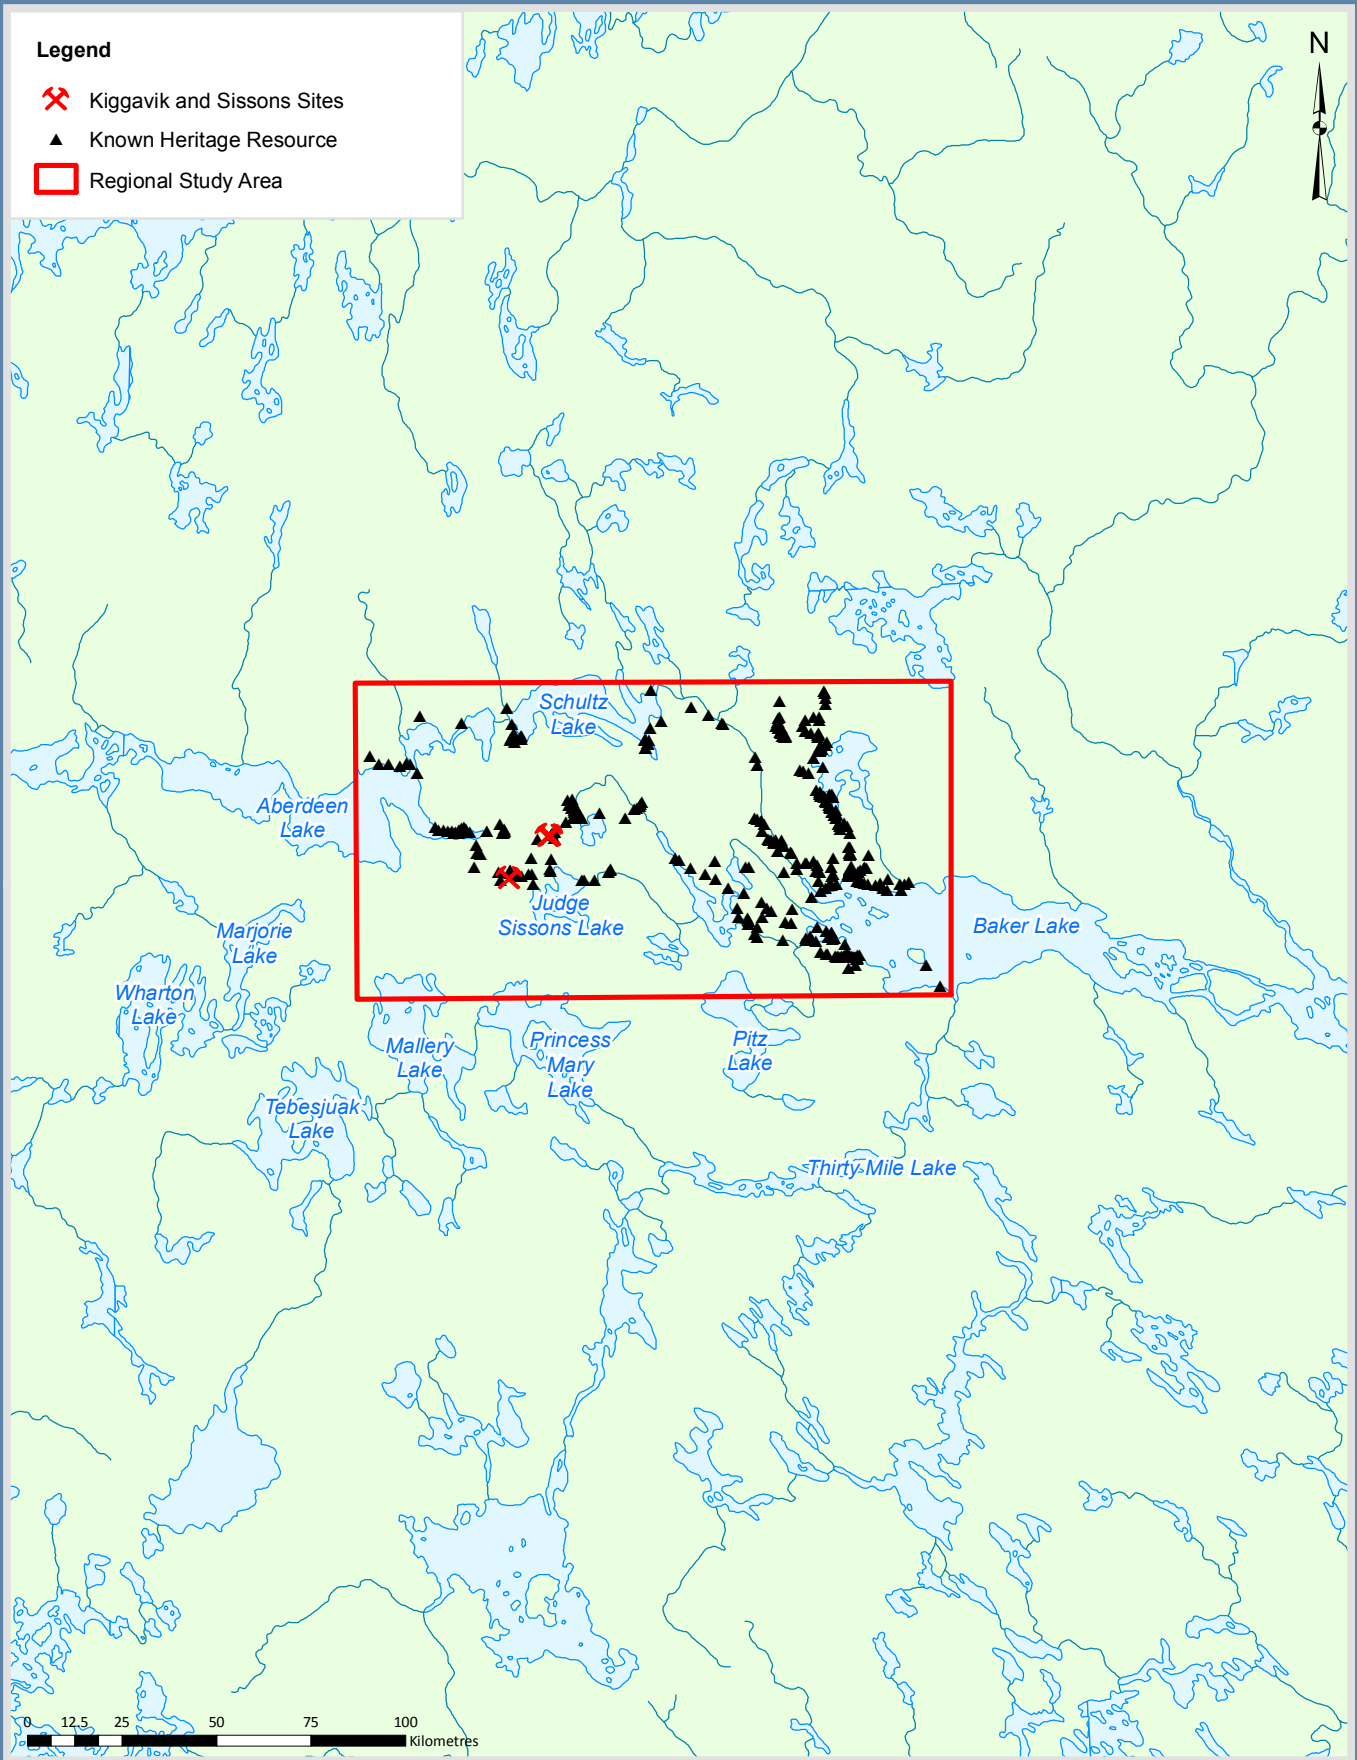 Legend
Kiggavik and Sissons Sites
Known Heritage Resource
Regional Study Area
N
Schultz
Lake
Aberdeen
Lake
Judge
Sissons Lake
Baker Lake
Marjorie
Lake
Wharton
Lake
Mallery
Lake
Princess
Mary
Lake
Pitz
Lake
Tebesjuak
Lake
Thirty Mile Lake
0 12.5 25 50 75 100
Kilometres